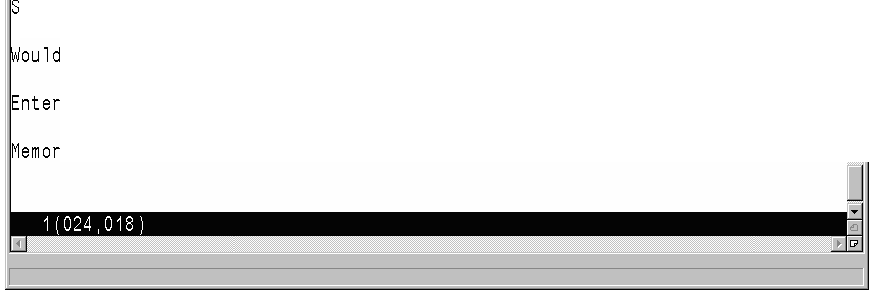 S
Would
Enter
Memor
1(024,018)